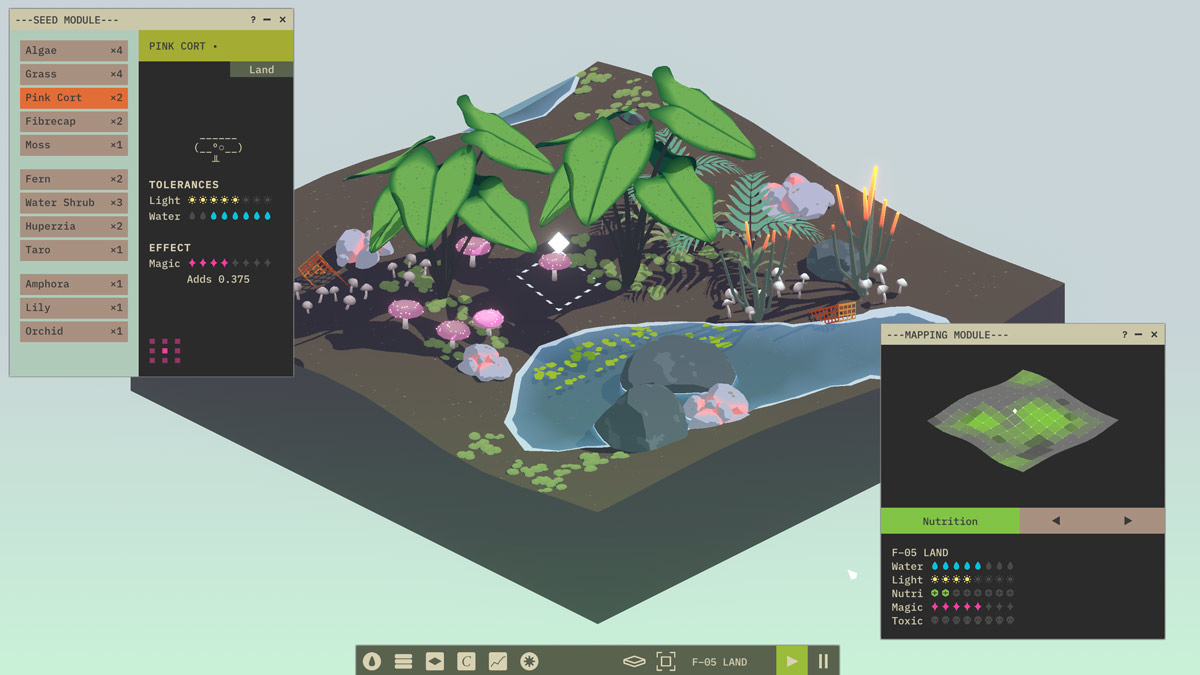 ---SEED MODULE--- ? — ×
Algae ×4
Grass ×4
Pink Cort ×2
Fibrecap ×2
Moss ×1
Fern ×2
Water Shrub ×3
Huperzia ×2
Taro ×1
Amphora ×1
Lily ×1
Orchid ×1
PINK CORT •
Land
TOLERANCES
Light
Water
EFFECT
Magic
Adds 0.375
---MAPPING MODULE--- ? — ×
Nutrition
F-05 LAND
Water
Light
Nutri
Magic
Toxic
C
F-05 LAND